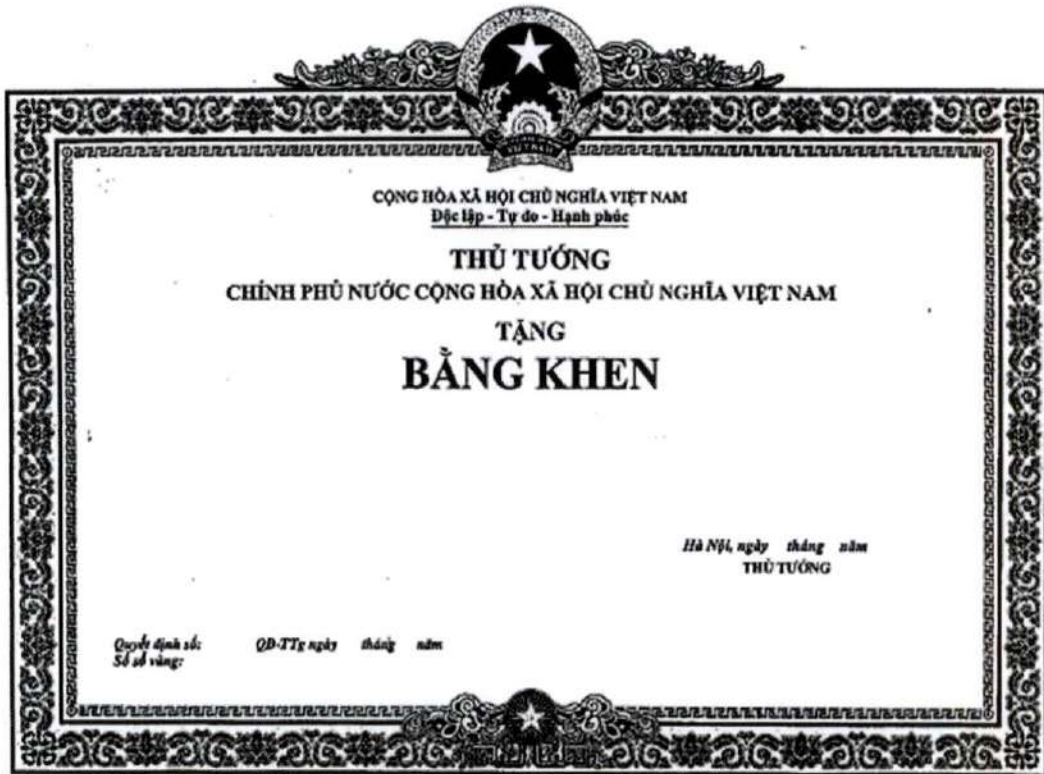 CỘNG HÒA XÃ HỘI CHỦ NGHĨA VIỆT NAM
Độc lập - Tự do - Hạnh phúc
THỦ TƯỚNG
CHÍNH PHỦ NƯỚC CỘNG HÒA XÃ HỘI CHỦ NGHĨA VIỆT NAM
TẶNG
BẰNG KHEN
Hà Nội, ngày tháng năm
THỦ TƯỚNG
Quyết định số: QĐ-TTg ngày tháng năm
Số sổ vàng: